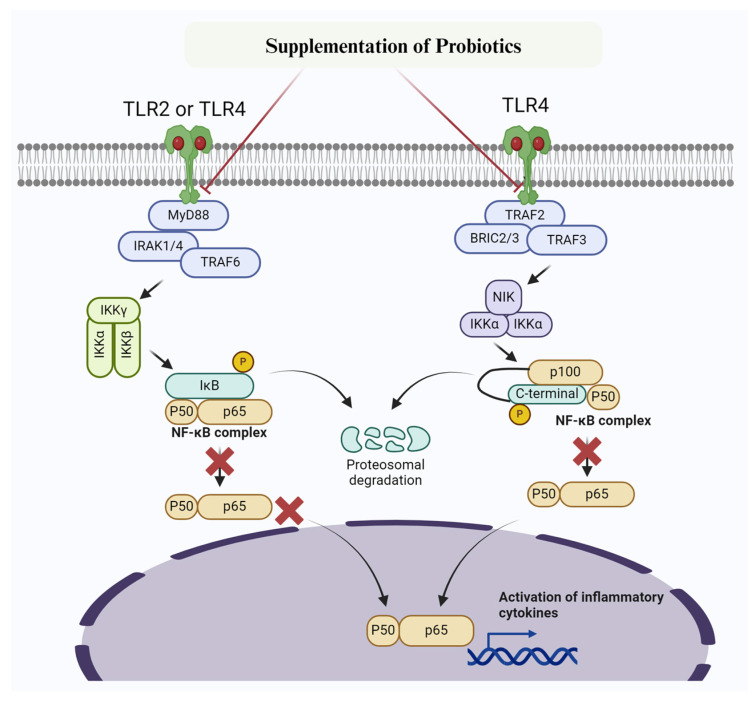 Supplementation of Probiotics
TLR2 or TLR4
TLR4
MyD88
IRAK1/4
TRAF6
TRAF2
BRIC2/3
TRAF3
IKKγ
IKKα
IKKβ
NIK
IKKα
IKKα
P
IκB
P50
p65
NF-κB complex
p100
C-terminal
P50
P
NF-κB complex
Proteosomal
degradation
P50
p65
P50
p65
P50
p65
Activation of inflammatory
cytokines